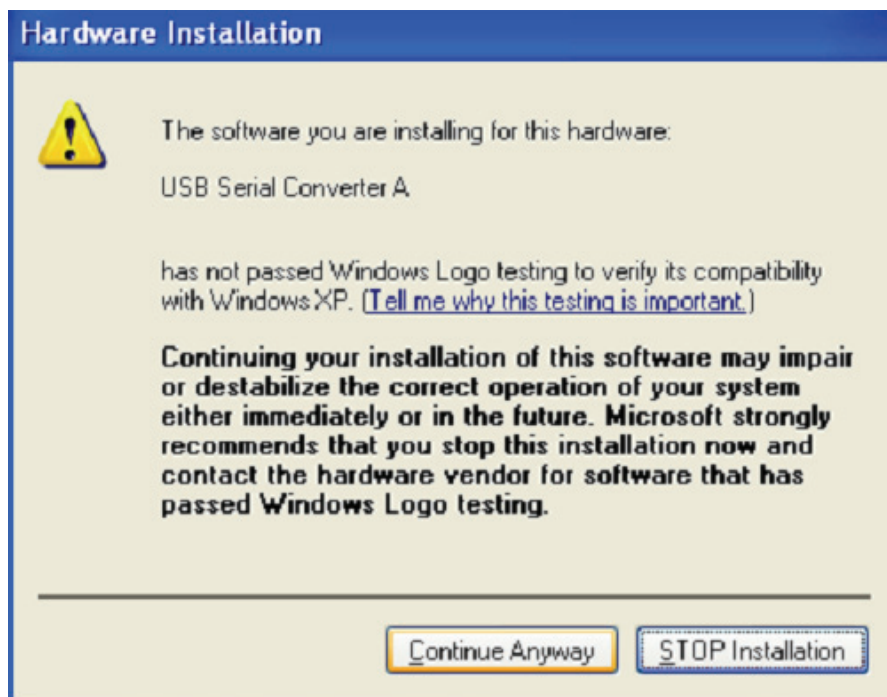 Hardware Installation
The software you are installing for this hardware:
USB Serial Converter A
has not passed Windows Logo testing to verify its compatibility
with Windows XP. (Tell me why this testing is important.)
Continuing your installation of this software may impair
or destabilize the correct operation of your system
either immediately or in the future. Microsoft strongly
recommends that you stop this installation now and
contact the hardware vendor for software that has
passed Windows Logo testing.
Continue Anyway
STOP Installation